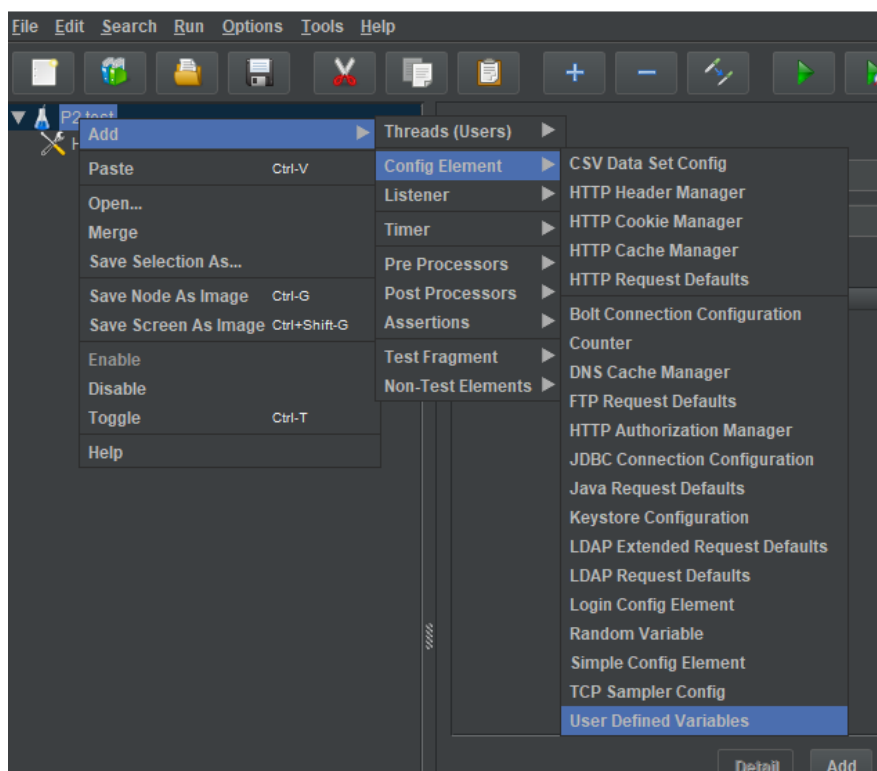 File Edit Search Run Options Tools Help
P2 test
H
Add
Paste Ctrl-V
Open...
Merge
Save Selection As...
Save Node As Image Ctrl-G
Save Screen As Image Ctrl+Shift-G
Enable
Disable
Toggle Ctrl-T
Help
Threads (Users)
Config Element
Listener
Timer
Pre Processors
Post Processors
Assertions
Test Fragment
Non-Test Elements
CSV Data Set Config
HTTP Header Manager
HTTP Cookie Manager
HTTP Cache Manager
HTTP Request Defaults
Bolt Connection Configuration
Counter
DNS Cache Manager
FTP Request Defaults
HTTP Authorization Manager
JDBC Connection Configuration
Java Request Defaults
Keystore Configuration
LDAP Extended Request Defaults
LDAP Request Defaults
Login Config Element
Random Variable
Simple Config Element
TCP Sampler Config
User Defined Variables
Detail Add